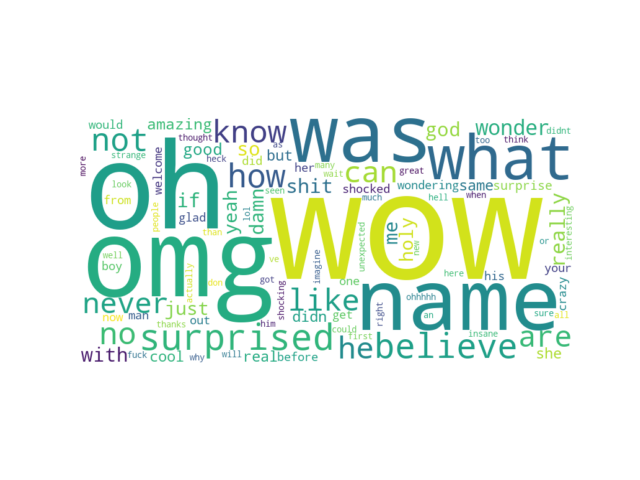 would amazing know was god wonder didnt
not thought what
strange good heck so did but her as many wait can great too think
more oh welcome if how shit shocked wondering same surprise
look from glad yeah damn lol seen wow much hell when really interesting
people than me holy new unexpected here his your or
omg well boy actually ve don got shocking imagine one right name crazy
never now man just out didn like get ohhhhh an sure all
thanks whim could first insane
no surprised he believe are
with fuck cool why will real before she